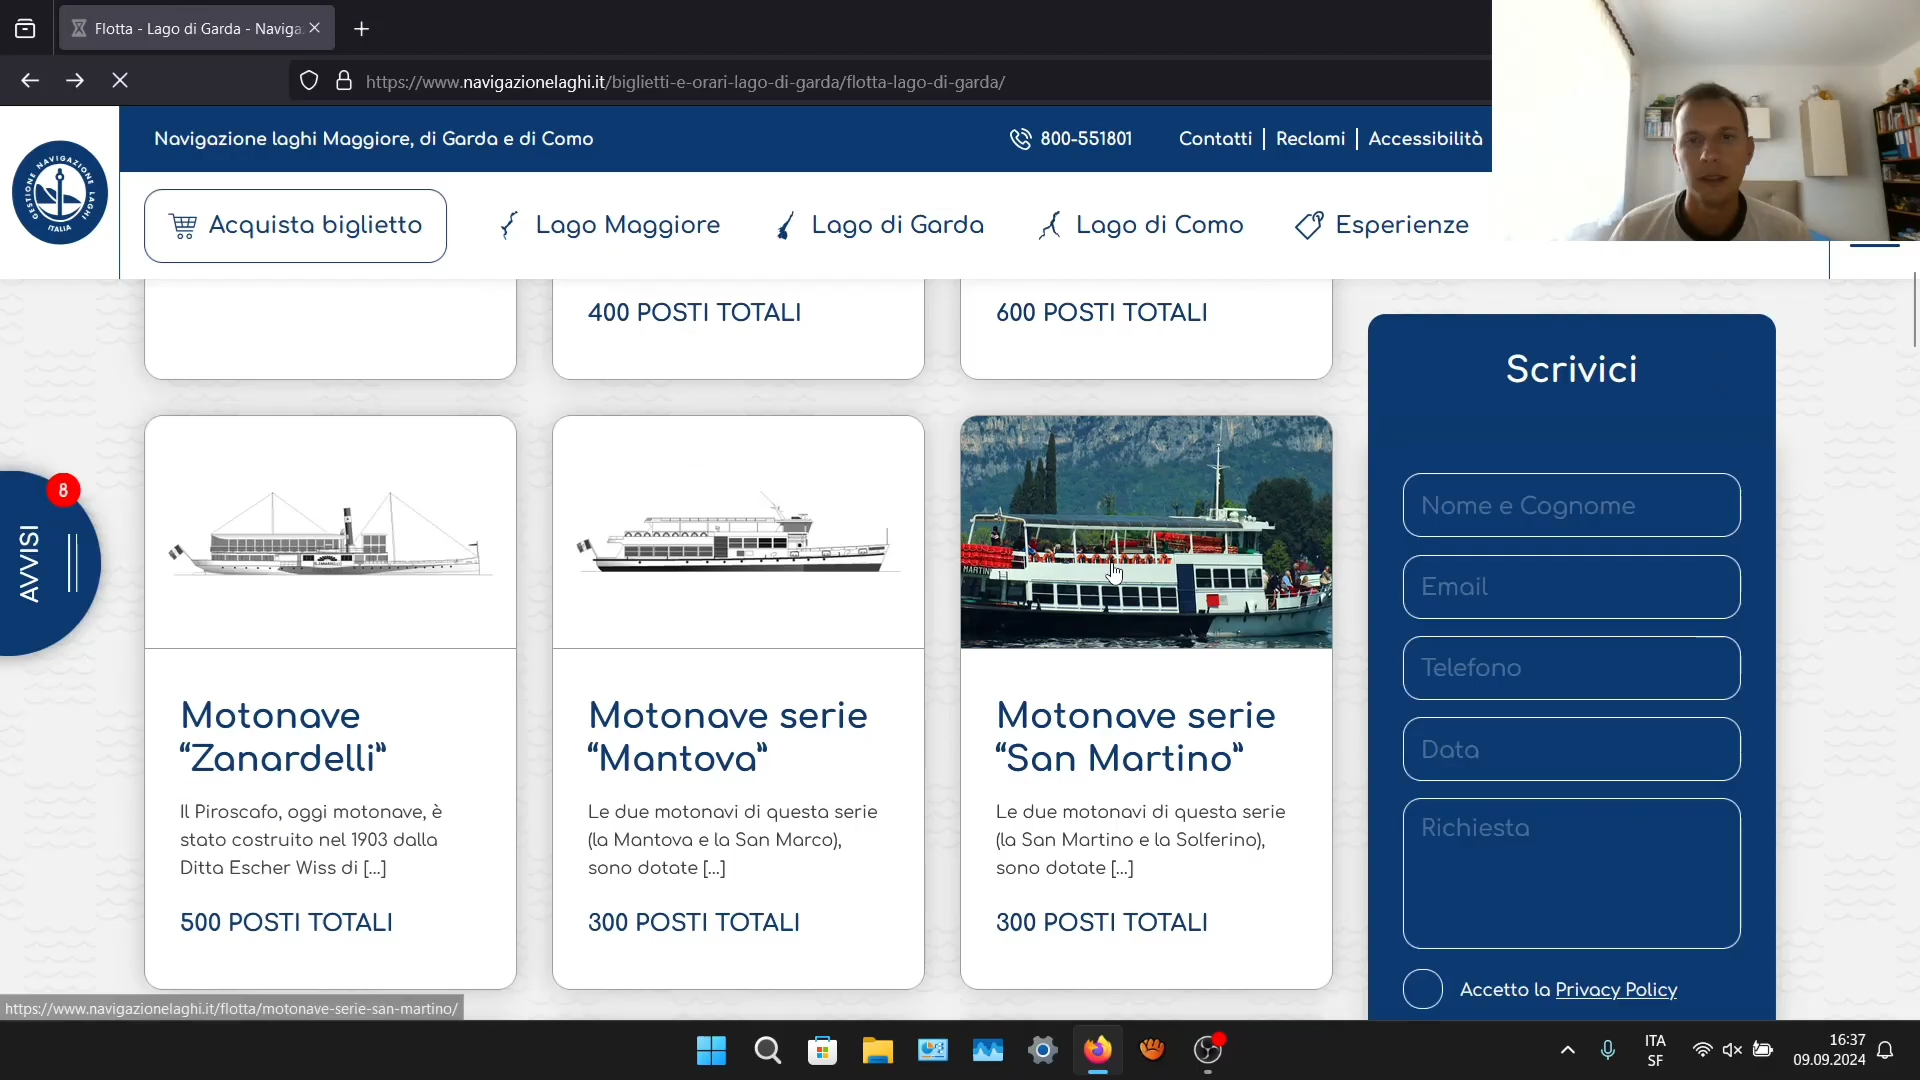 Flotta - Lago di Garda - Naviga
https://www.navigazionelaghi.it/biglietti-e-orari-lago-di-garda/flotta-lago-di-garda/
GESTIONE NAVIGAZIONE LAGHI
ITALIA
Navigazione laghi Maggiore, di Garda e di Como
800-551801
Contatti | Reclami | Accessibilità
Acquista biglietto
Lago Maggiore
Lago di Garda
Lago di Como
Esperienze
400 POSTI TOTALI
600 POSTI TOTALI
8
AVVISI
MARTIN
Motonave
“Zanardelli”
Il Piroscafo, oggi motonave, è
stato costruito nel 1903 dalla
Ditta Escher Wiss di [...]
500 POSTI TOTALI
Motonave serie
“Mantova”
Le due motonavi di questa serie
(la Mantova e la San Marco),
sono dotate [...]
300 POSTI TOTALI
Motonave serie
“San Martino”
Le due motonavi di questa serie
(la San Martino e la Solferino),
sono dotate [...]
300 POSTI TOTALI
Scrivici
Nome e Cognome
Email
Telefono
Data
Richiesta
Accetto la Privacy Policy
https://www.navigazionelaghi.it/flotta/motonave-serie-san-martino/
ITA
SF
16:37
09.09.2024